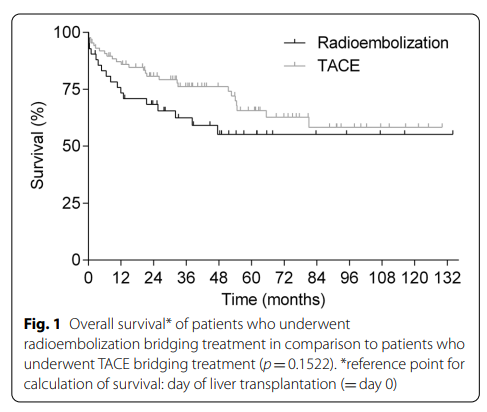 100
75
50
25
0
Survival (%)
Radioembolization
TACE
0 12 24 36 48 60 72 84 96 108 120 132
Time (months)
Fig. 1 Overall survival* of patients who underwent
radioembolization bridging treatment in comparison to patients who
underwent TACE bridging treatment (p = 0.1522). *reference point for
calculation of survival: day of liver transplantation (= day 0)